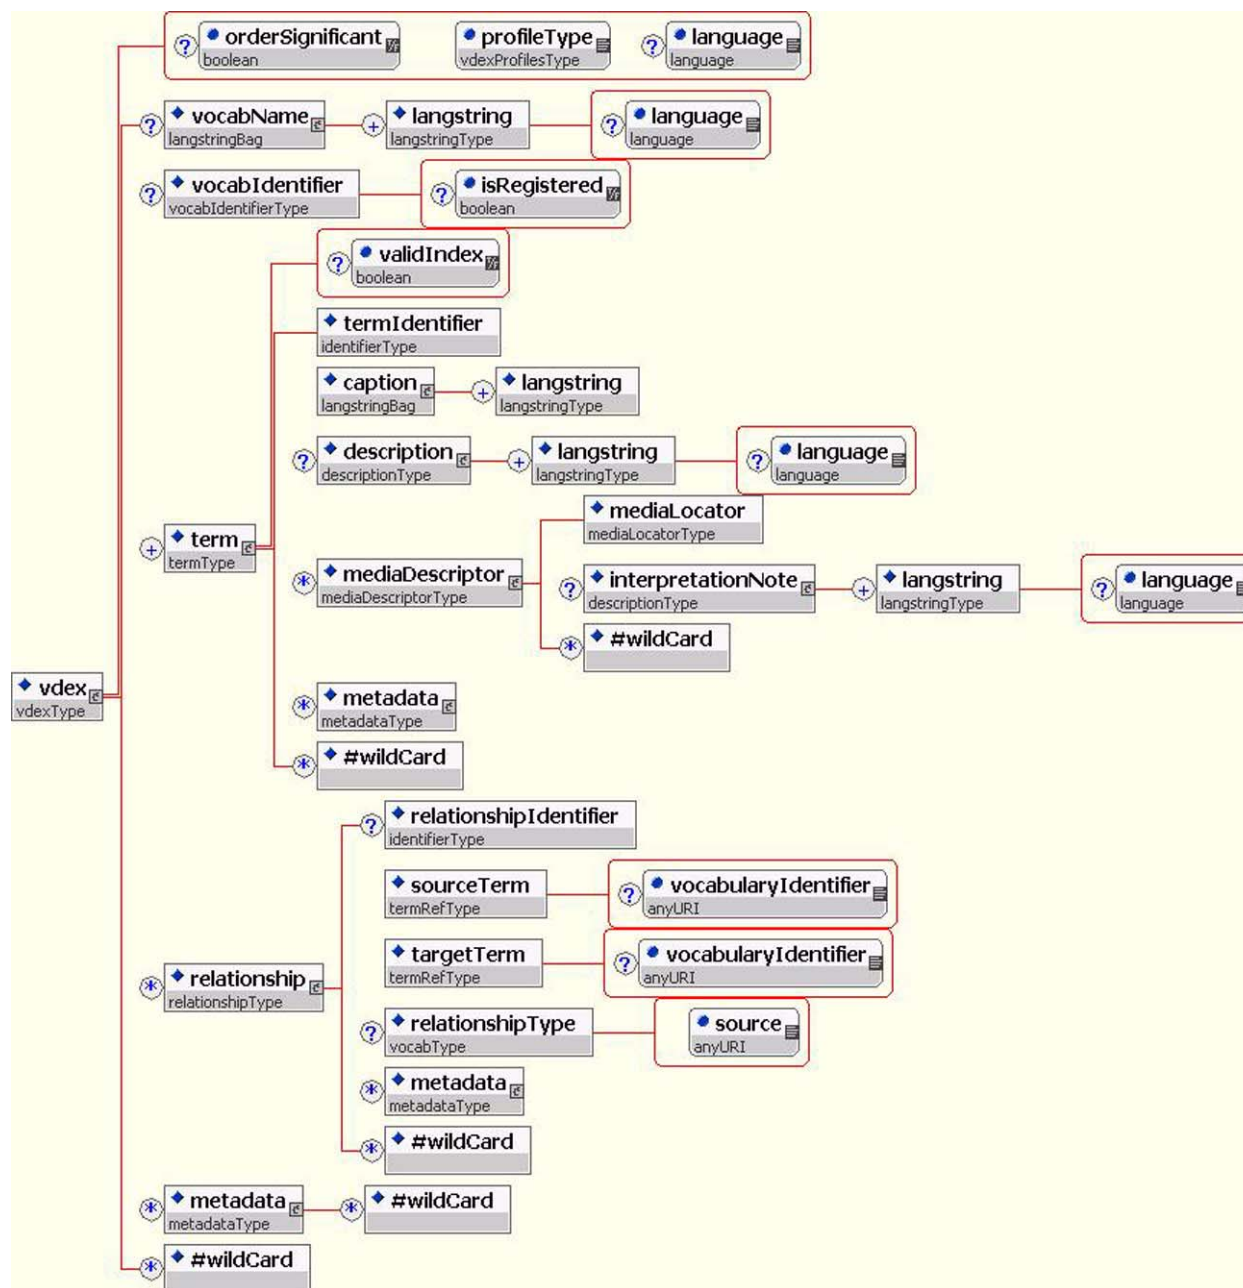 orderSignificant
boolean
profileType
vdexProfilesType
language
language
?
?
vocabName
langstringBag
langstring
langstringType
language
language
?
+
?
vocabIdentifier
vocabIdentifierType
isRegistered
boolean
?
?
validIndex
boolean
?
termIdentifier
identifierType
caption
langstringBag
+
langstring
langstringType
?
description
descriptionType
+
langstring
langstringType
?
language
language
+
term
termType
*
mediaDescriptor
mediaDescriptorType
mediaLocator
mediaLocatorType
?
interpretationNote
descriptionType
+
langstring
langstringType
?
language
language
*
#wildCard
vdex
vdexType
*
metadata
metadataType
*
#wildCard
*
relationship
relationshipType
?
relationshipIdentifier
identifierType
sourceTerm
termRefType
?
vocabularyIdentifier
anyURI
targetTerm
termRefType
?
vocabularyIdentifier
anyURI
?
relationshipType
vocabType
source
anyURI
*
metadata
metadataType
*
#wildCard
*
metadata
metadataType
*
#wildCard
*
#wildCard